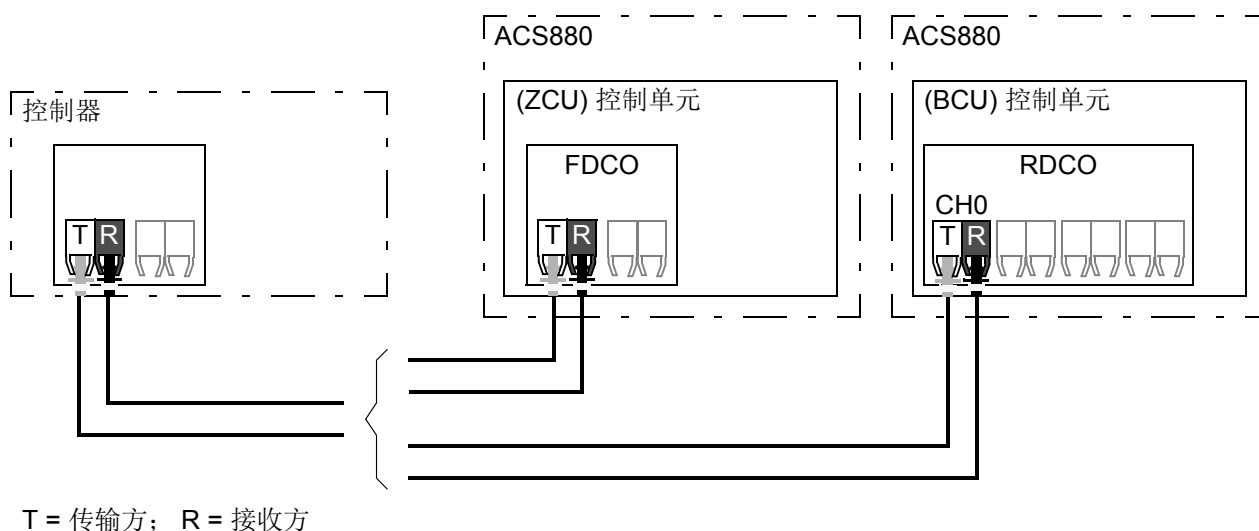 ACS880
ACS880
控制器
(ZCU) 控制单元
(BCU) 控制单元
FDCO
RDCO
CH0
T R
T R
T R
T = 传输方； R = 接收方